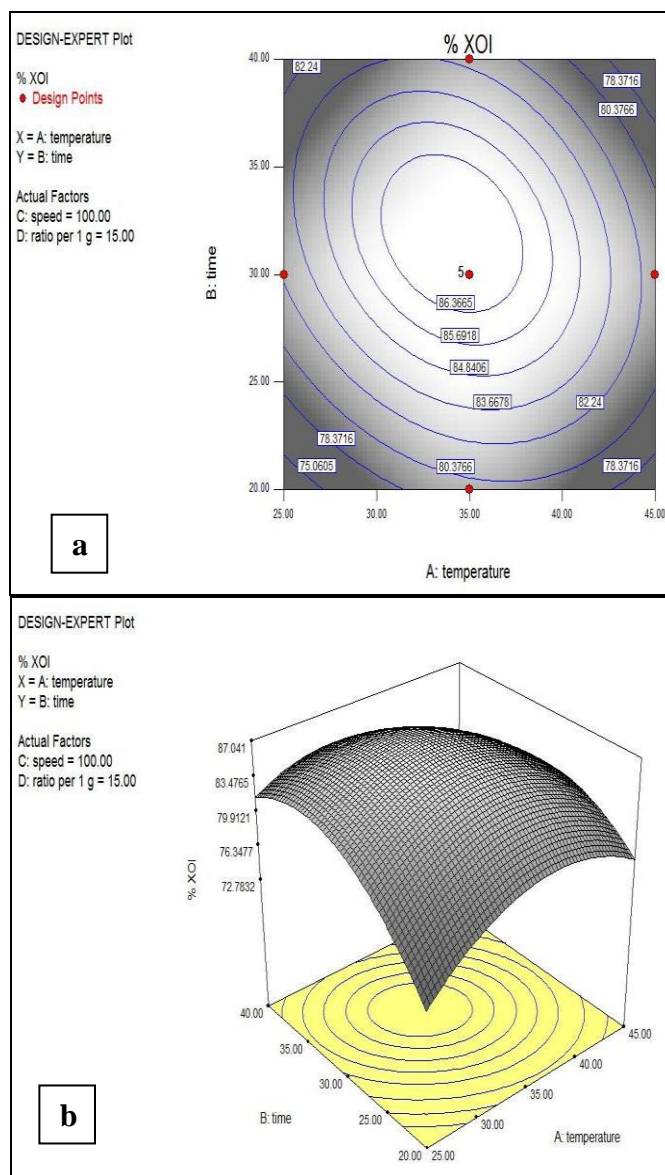 DESIGN-EXPERT Plot
% XOI
Design Points
X = A: temperature
Y = B: time
Actual Factors
C: speed = 100.00
D: ratio per 1 g = 15.00
% XOI
40.00
35.00
30.00
25.00
20.00
B: time
82.24
78.3716
80.3766
5
86.3665
85.6918
84.8406
83.6678
82.24
78.3716
75.0605
80.3766
78.3716
25.00
30.00
35.00
40.00
45.00
A: temperature
a
DESIGN-EXPERT Plot
% XOI
X = A: temperature
Y = B: time
Actual Factors
C: speed = 100.00
D: ratio per 1 g = 15.00
87.041
83.4765
79.9121
76.3477
72.7832
% XOI
40.00
35.00
30.00
25.00
20.00
B: time
25.00
30.00
35.00
40.00
45.00
A: temperature
b